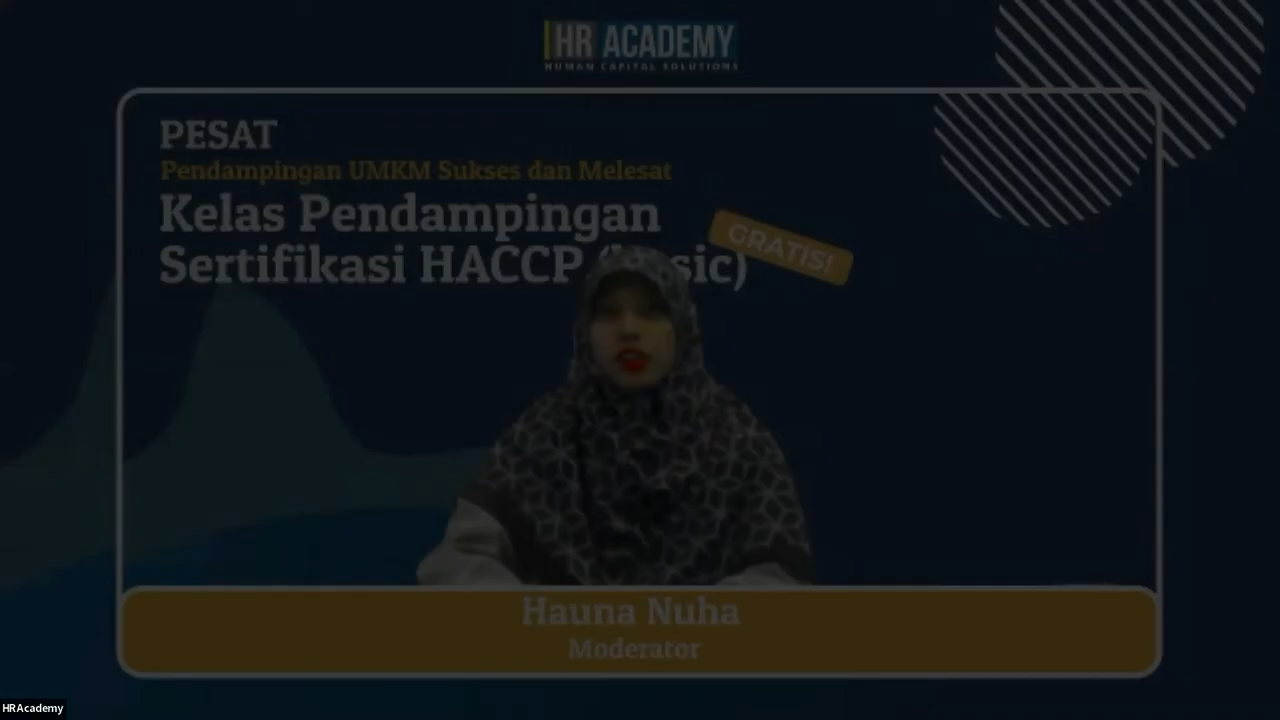 HR ACADEMY
HUMAN CAPITAL SOLUTIONS
PESAT
Pendampingan UMKM Sukses dan Melesat
Kelas Pendampingan
GRATIS!
Sertifikasi HACCP
Hauna Nuha
Moderator
HRAcademy